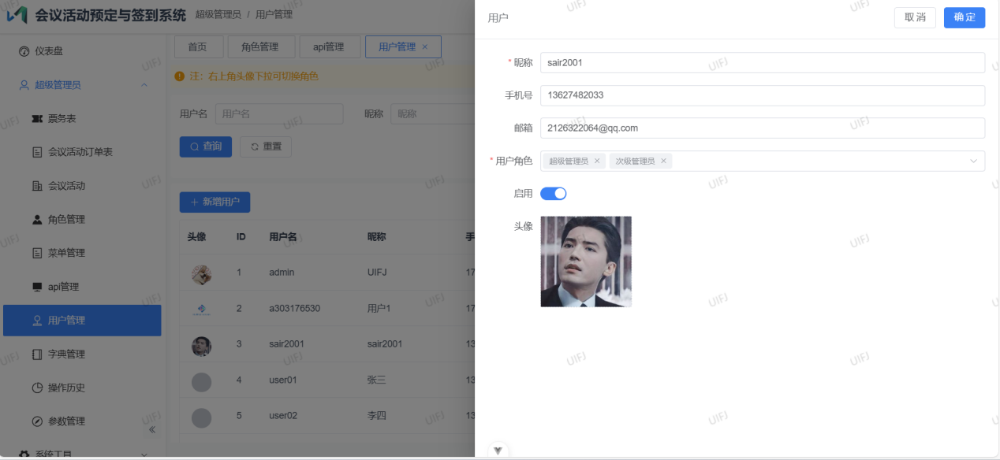 会议活动预定与签到系统 超级管理员 / 用户管理
仪表盘
超级管理员
票务表
会议活动订单表
会议活动
角色管理
菜单管理
api管理
用户管理
字典管理
操作历史
参数管理
系统工具
首页 角色管理 api管理 用户管理
注：右上角头像下拉可切换角色
用户名 用户名 昵称 昵称
查询 重置
新增用户
头像 ID 用户名 昵称 手
1 admin UIFJ 17
2 a303176530 用户1 17
3 sair2001 sair2001 13
4 user01 张三 13
5 user02 李四 13
用户 取消 确定
* 昵称 sair2001
手机号 13627482033
邮箱 2126322064@qq.com
* 用户角色 超级管理员 次级管理员
启用
头像
UIFJ